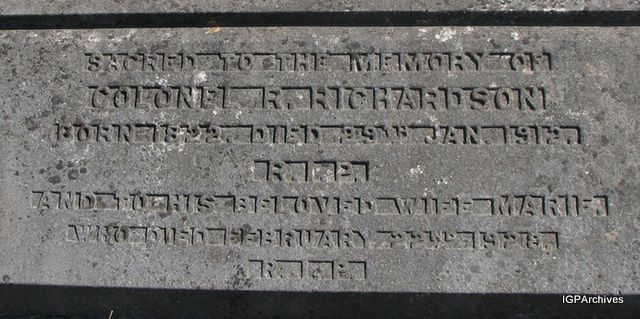 SACRED TO THE MEMORY OF
COLONEL R. RICHARDSON
BORN 1822. DIED 29TH JAN. 1912.
R.I.P.
AND TO HIS BELOVED WIFE MARIE.
WHO DIED FEBRUARY 22ND
R.I.P.
IGPArchives